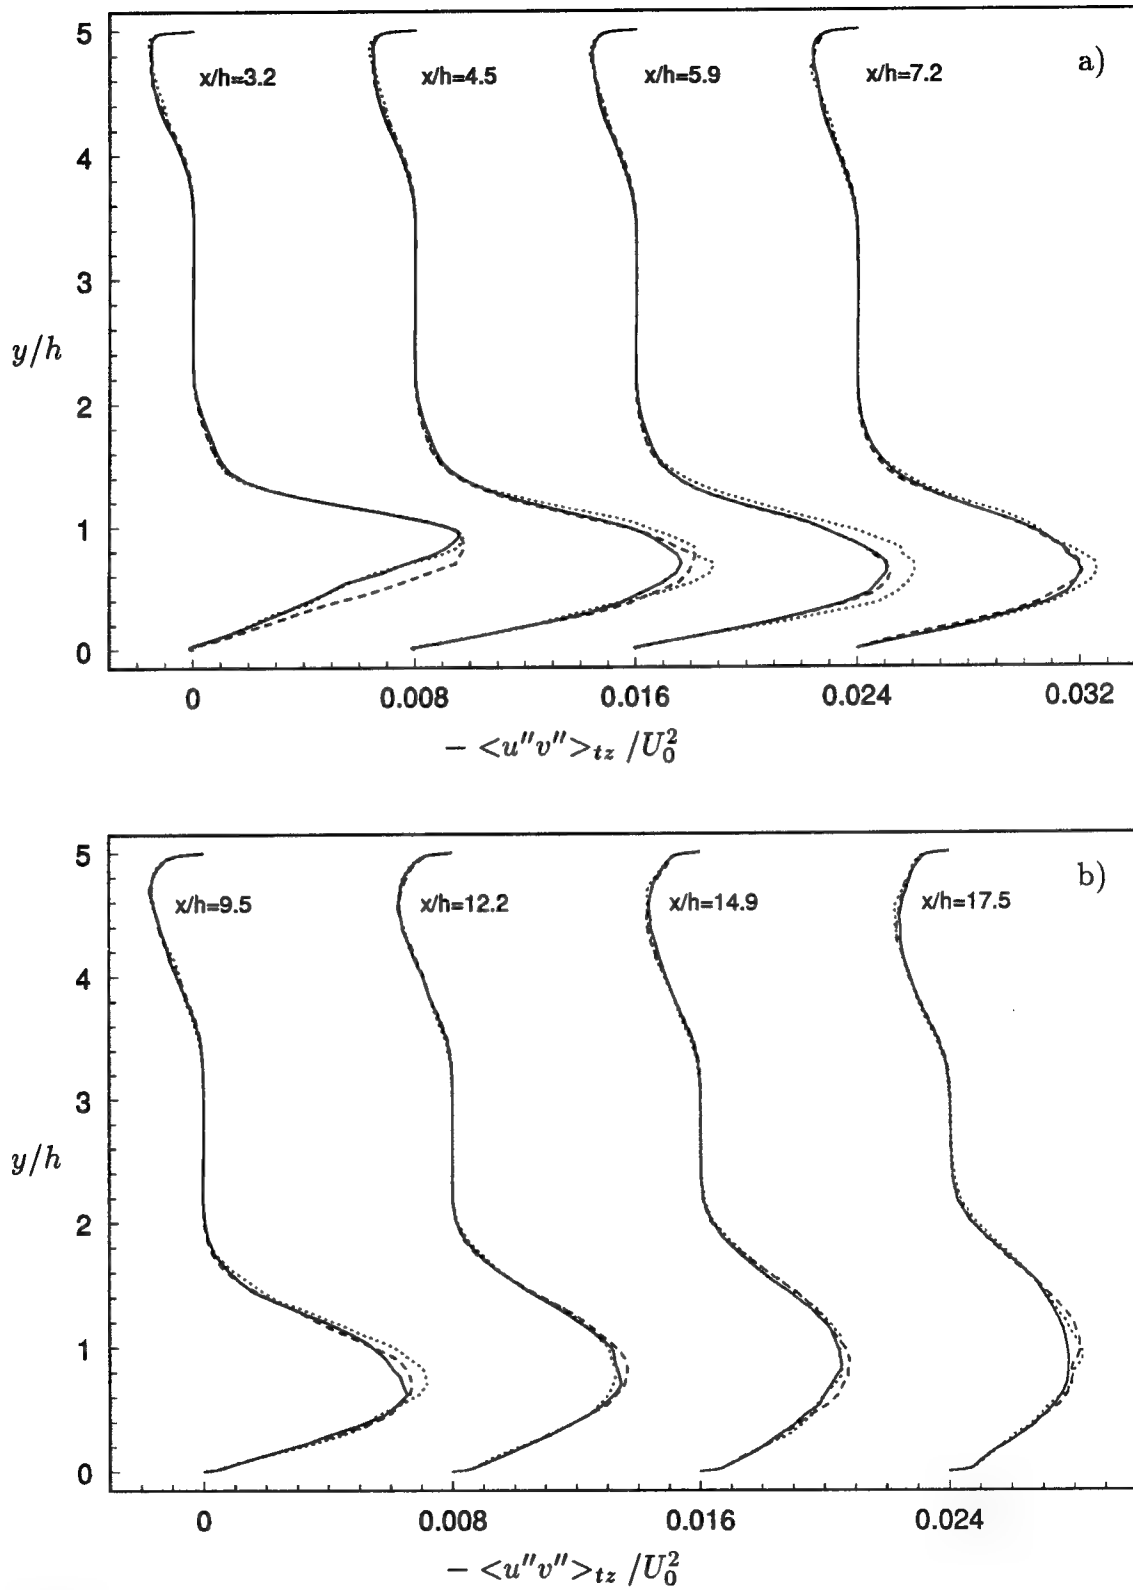 a)
x/h=3.2 x/h=4.5 x/h=5.9 x/h=7.2
5
4
3
y/h
2
1
0
0 0.008 0.016 0.024 0.032
− <u″v″>tz /U₀²
b)
x/h=9.5 x/h=12.2 x/h=14.9 x/h=17.5
5
4
3
y/h
2
1
0
0 0.008 0.016 0.024
− <u″v″>tz /U₀²